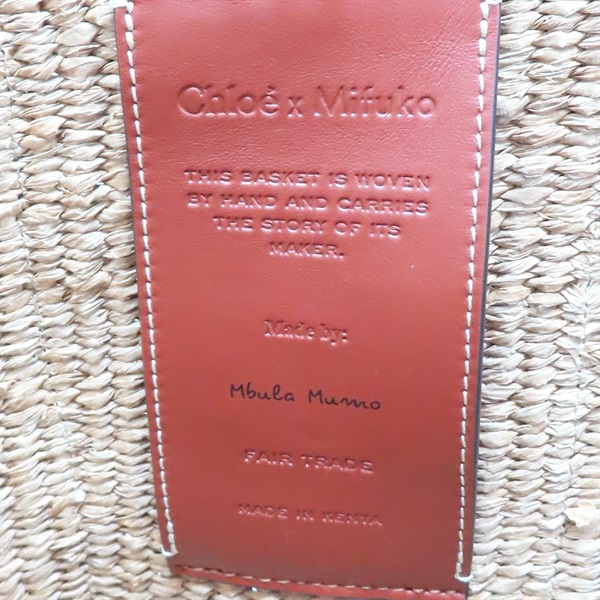 Chloé x Mifuko
THIS BASKET IS WOVEN
BY HAND AND CARRIES
THE STORY OF ITS
MAKER.
Made by:
Mbula Mumo
FAIR TRADE
MADE IN KENYA